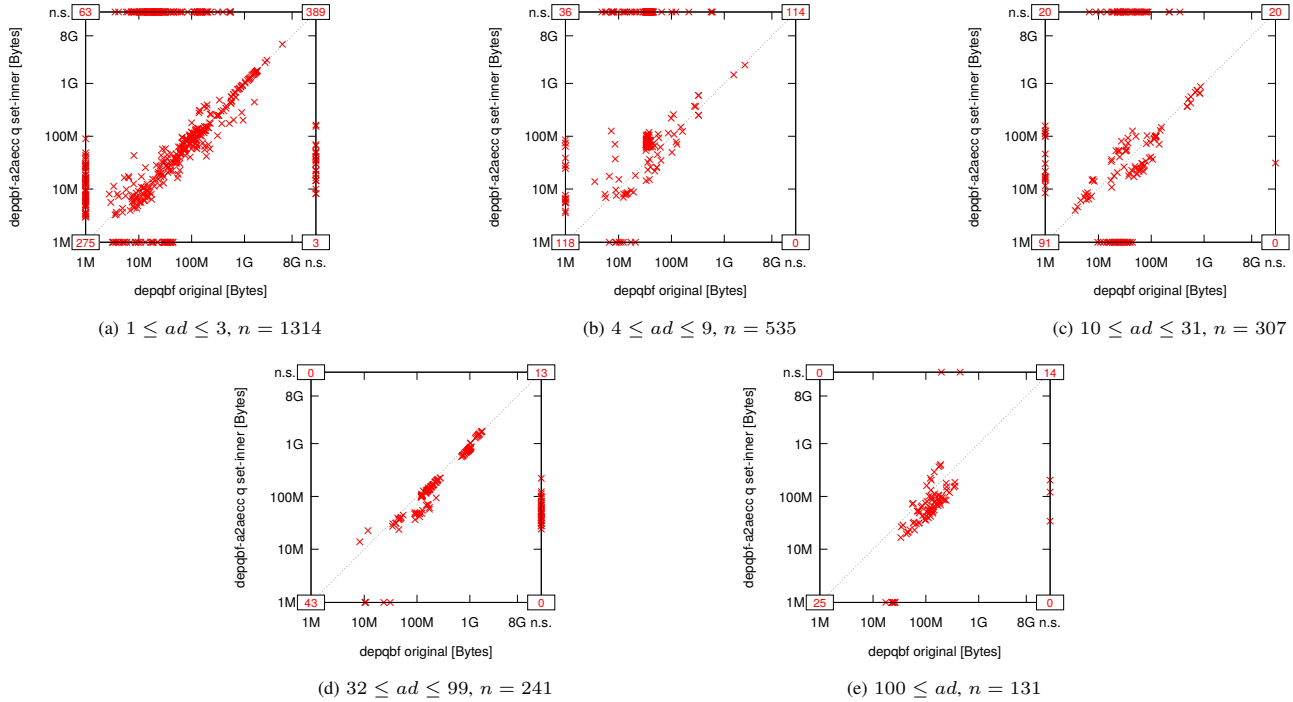 n.s. 63 389
8G
1G
100M
10M
1M 275 3
1M 10M 100M 1G 8G n.s.
depqbf-a2aecc q set-inner [Bytes]
depqbf original [Bytes]
(a) 1 ≤ ad ≤ 3, n = 1314
n.s. 36 114
8G
1G
100M
10M
1M 118 0
1M 10M 100M 1G 8G n.s.
depqbf-a2aecc q set-inner [Bytes]
depqbf original [Bytes]
(b) 4 ≤ ad ≤ 9, n = 535
n.s. 20 20
8G
1G
100M
10M
1M 91 0
1M 10M 100M 1G 8G n.s.
depqbf-a2aecc q set-inner [Bytes]
depqbf original [Bytes]
(c) 10 ≤ ad ≤ 31, n = 307
n.s. 0 13
8G
1G
100M
10M
1M 43 0
1M 10M 100M 1G 8G n.s.
depqbf-a2aecc q set-inner [Bytes]
depqbf original [Bytes]
(d) 32 ≤ ad ≤ 99, n = 241
n.s. 0 14
8G
1G
100M
10M
1M 25 0
1M 10M 100M 1G 8G n.s.
depqbf-a2aecc q set-inner [Bytes]
depqbf original [Bytes]
(e) 100 ≤ ad, n = 131